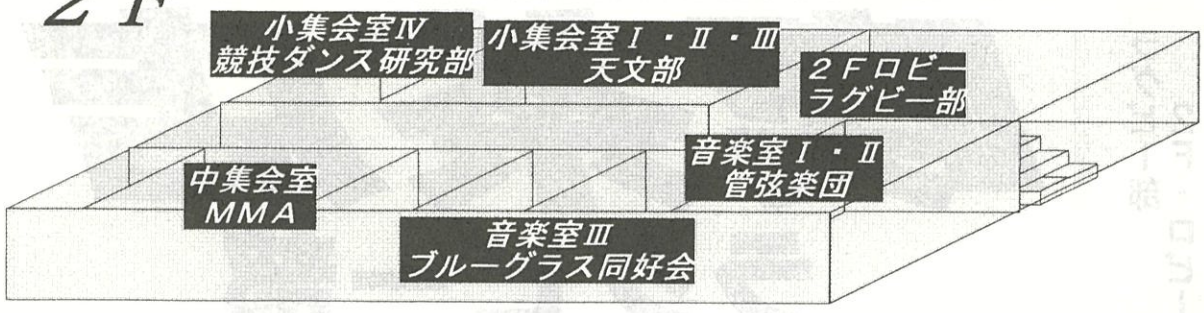 2F
小集会室Ⅳ
競技ダンス研究部
小集会室Ⅰ・Ⅱ・Ⅲ
天文部
2Fロビー
ラグビー部
音楽室Ⅰ・Ⅱ
管弦楽団
中集会室
MMA
音楽室Ⅲ
ブルーグラス同好会